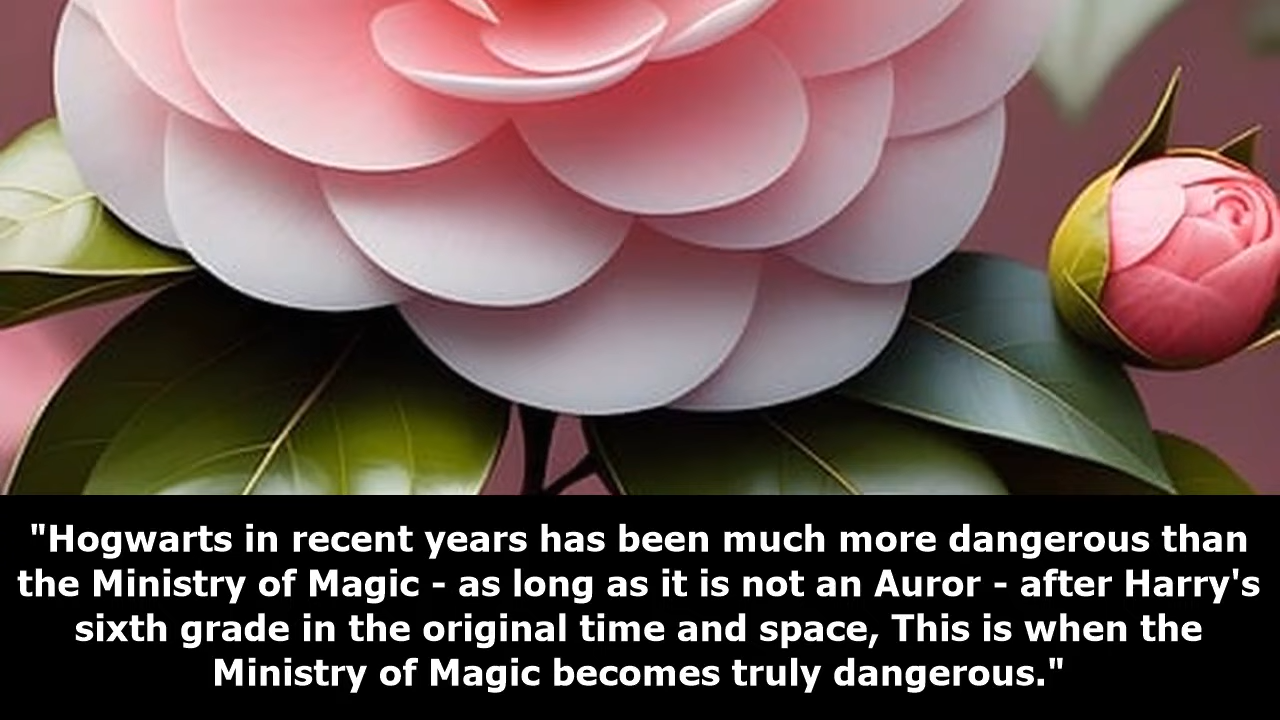 "Hogwarts in recent years has been much more dangerous than
the Ministry of Magic - as long as it is not an Auror - after Harry's
sixth grade in the original time and space, This is when the
Ministry of Magic becomes truly dangerous."